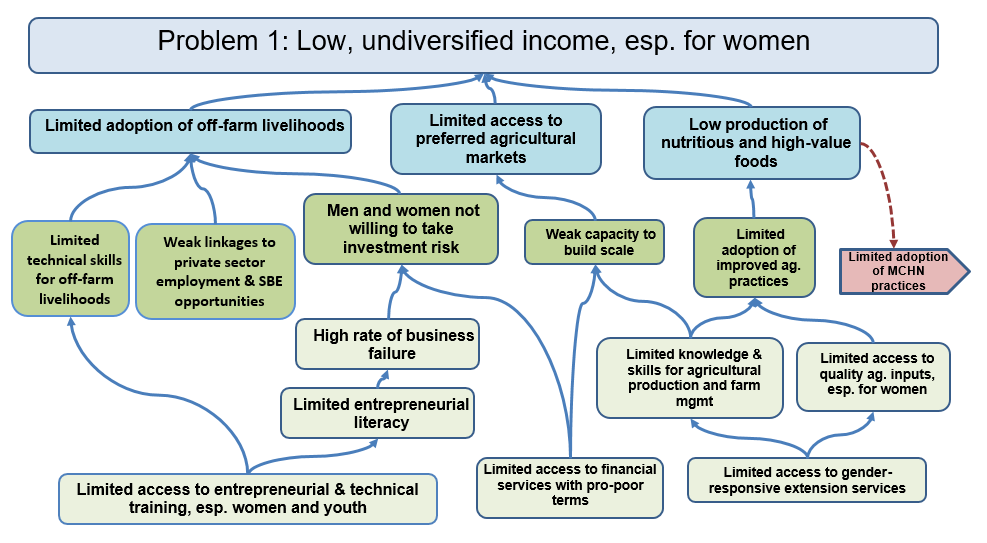 Problem 1: Low, undiversified income, esp. for women
Limited adoption of off-farm livelihoods
Limited access to
preferred agricultural
markets
Low production of
nutritious and high-value
foods
Limited
technical skills
for off-farm
livelihoods
Weak linkages to
private sector
employment & SBE
opportunities
Men and women not
willing to take
investment risk
Weak capacity to
build scale
Limited
adoption of
improved ag.
practices
Limited adoption
of MCHN
practices
High rate of business
failure
Limited knowledge &
skills for agricultural
production and farm
mgmt
Limited access to
quality ag. inputs,
esp. for women
Limited entrepreneurial
literacy
Limited access to entrepreneurial & technical
training, esp. women and youth
Limited access to financial
services with pro-poor
terms
Limited access to gender-
responsive extension services